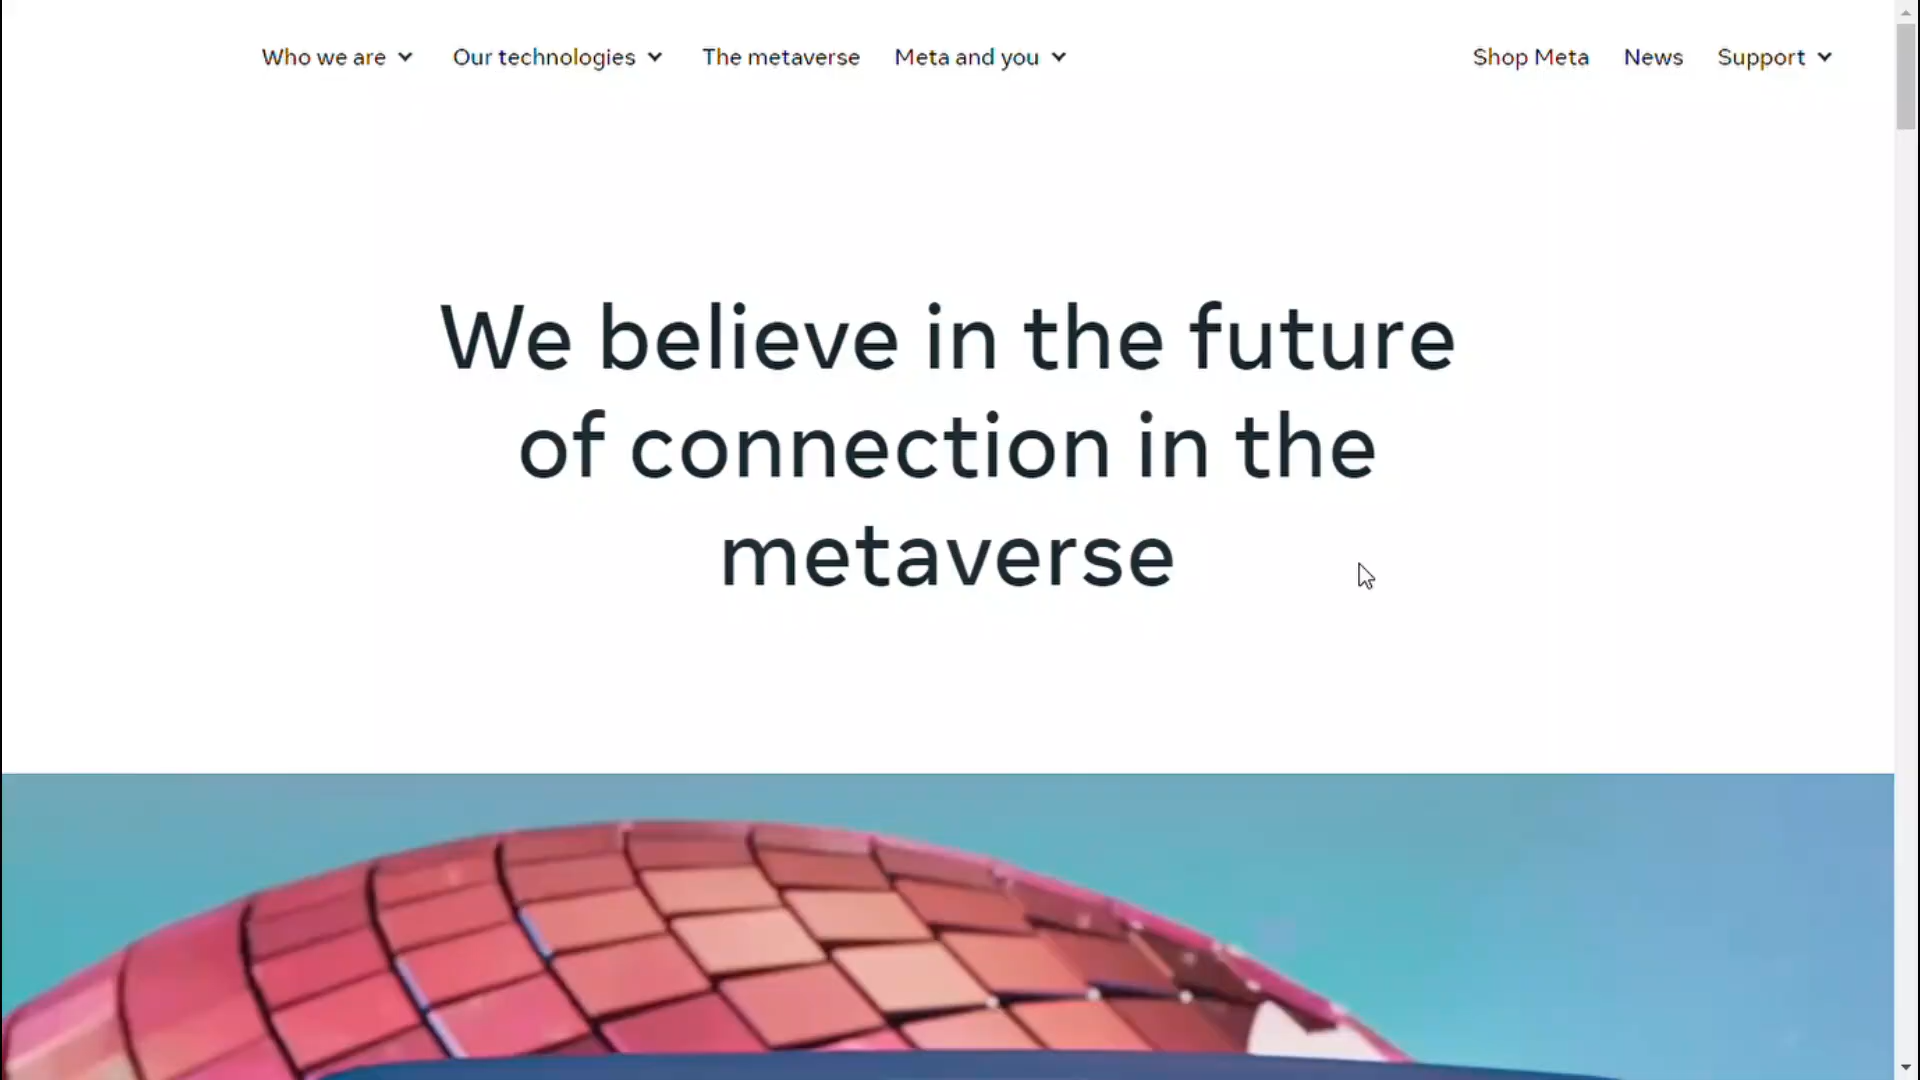 Who we are
Our technologies
The metaverse
Meta and you
Shop Meta
News
Support
We believe in the future
of connection in the
metaverse